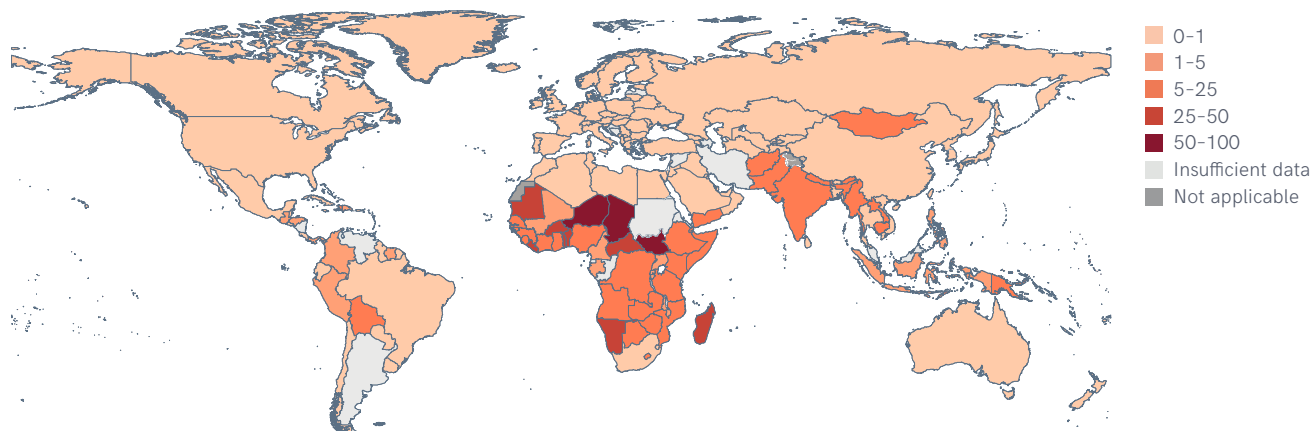 0–1
1–5
5–25
25–50
50–100
Insufficient data
Not applicable